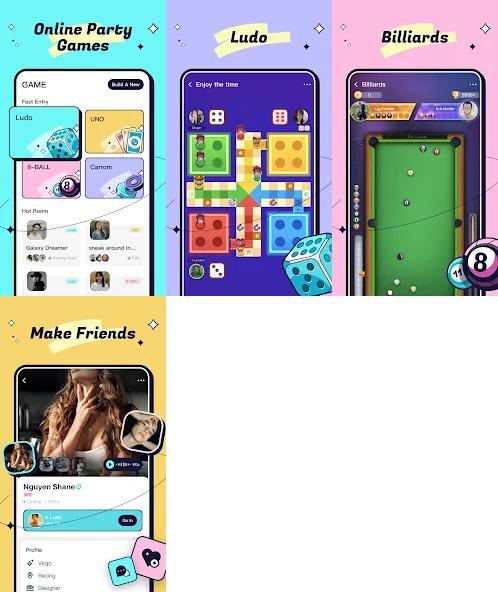 Online Party
Games
GAME
Build A New
Fast Entry
Ludo
UNO
8-BALL
Carrom
Hot Room
Galaxy Dreamer
sneak around in...
Ludo
Enjoy the time
Billiards
Billiards
Make Friends
60s
Nguyen Shane
Online
Ludo
Go In
Profile
Virgo
Beijing
Designer